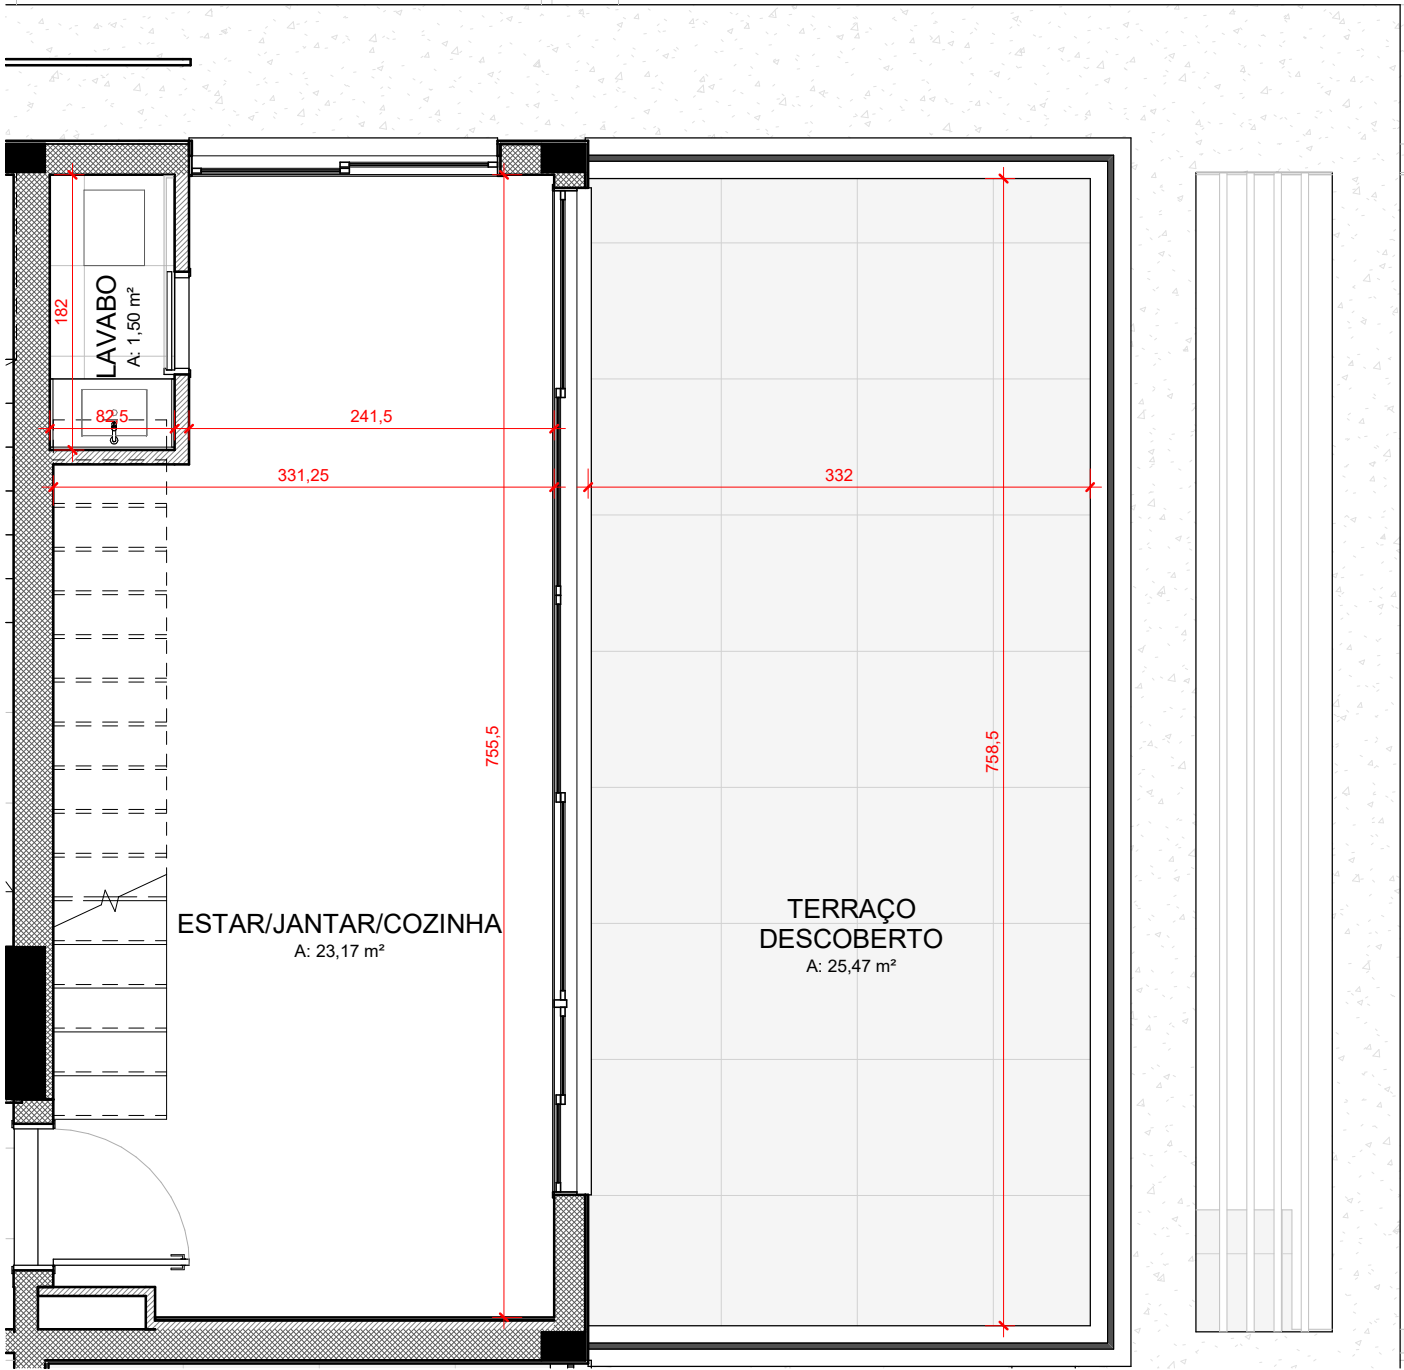 LAVABO
A: 1,50 m²
182
82,5
241,5
331,25
332
755,5
758,5
ESTAR/JANTAR/COZINHA
A: 23,17 m²
TERRAÇO
DESCOBERTO
A: 25,47 m²